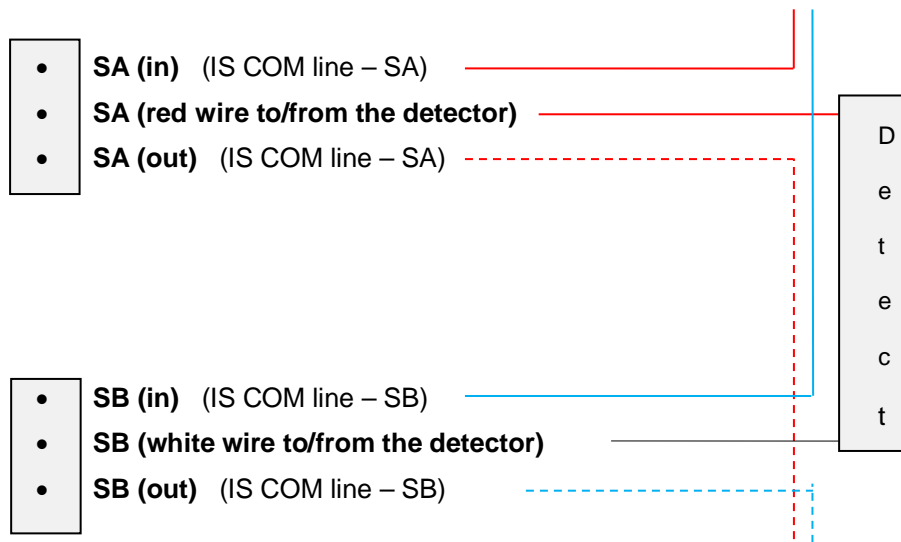 • SA (in) (IS COM line – SA)
• SA (red wire to/from the detector)
• SA (out) (IS COM line – SA)
• SB (in) (IS COM line – SB)
• SB (white wire to/from the detector)
• SB (out) (IS COM line – SB)
D
e
t
e
c
t